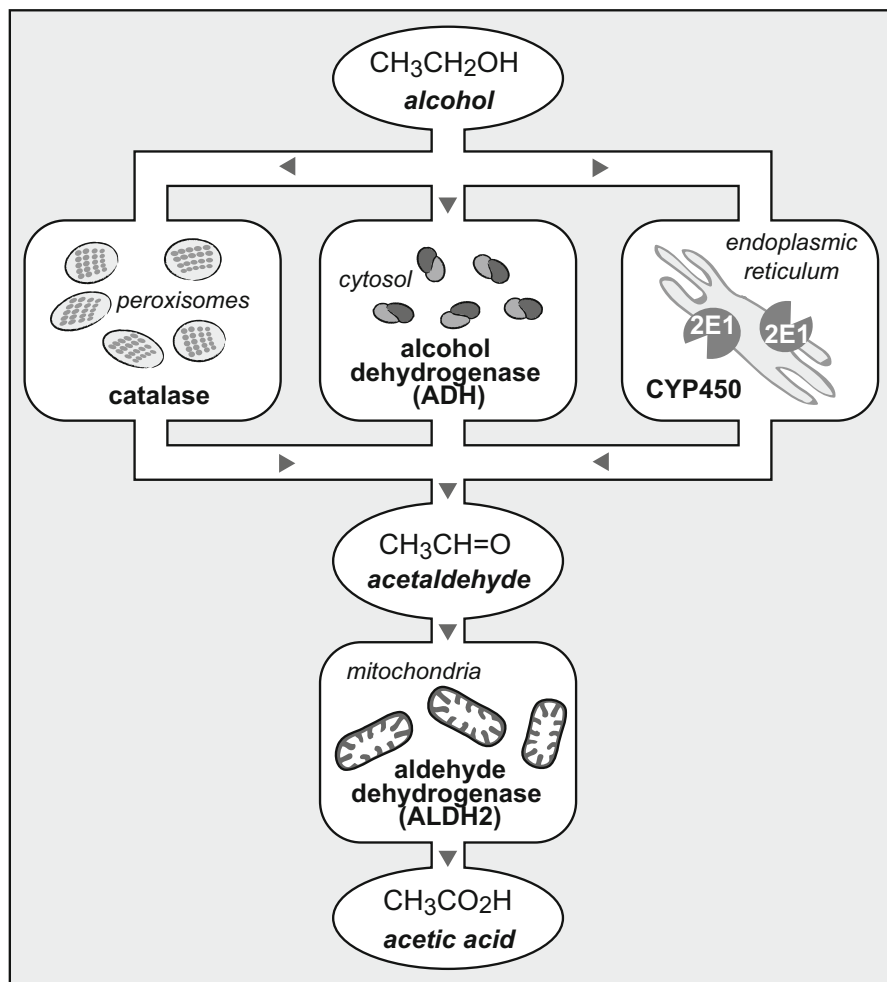 CH₃CH₂OH
alcohol
peroxisomes
catalase
cytosol
alcohol
dehydrogenase
(ADH)
endoplasmic
reticulum
2E1
2E1
CYP450
CH₃CH=O
acetaldehyde
mitochondria
aldehyde
dehydrogenase
(ALDH2)
CH₃CO₂H
acetic acid